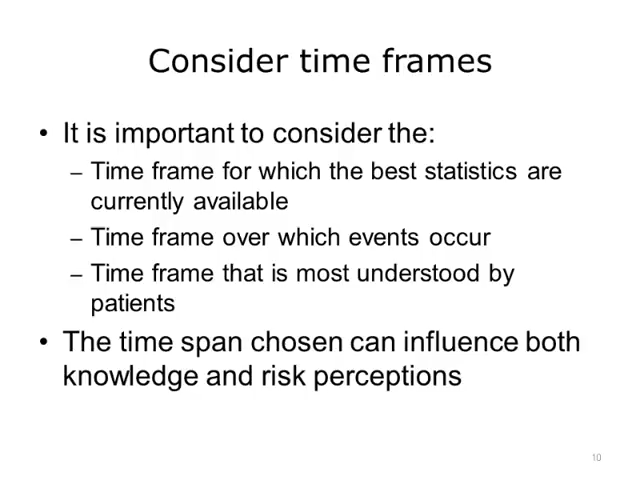 Consider time frames
• It is important to consider the:
– Time frame for which the best statistics are
currently available
– Time frame over which events occur
– Time frame that is most understood by
patients
• The time span chosen can influence both
knowledge and risk perceptions
10